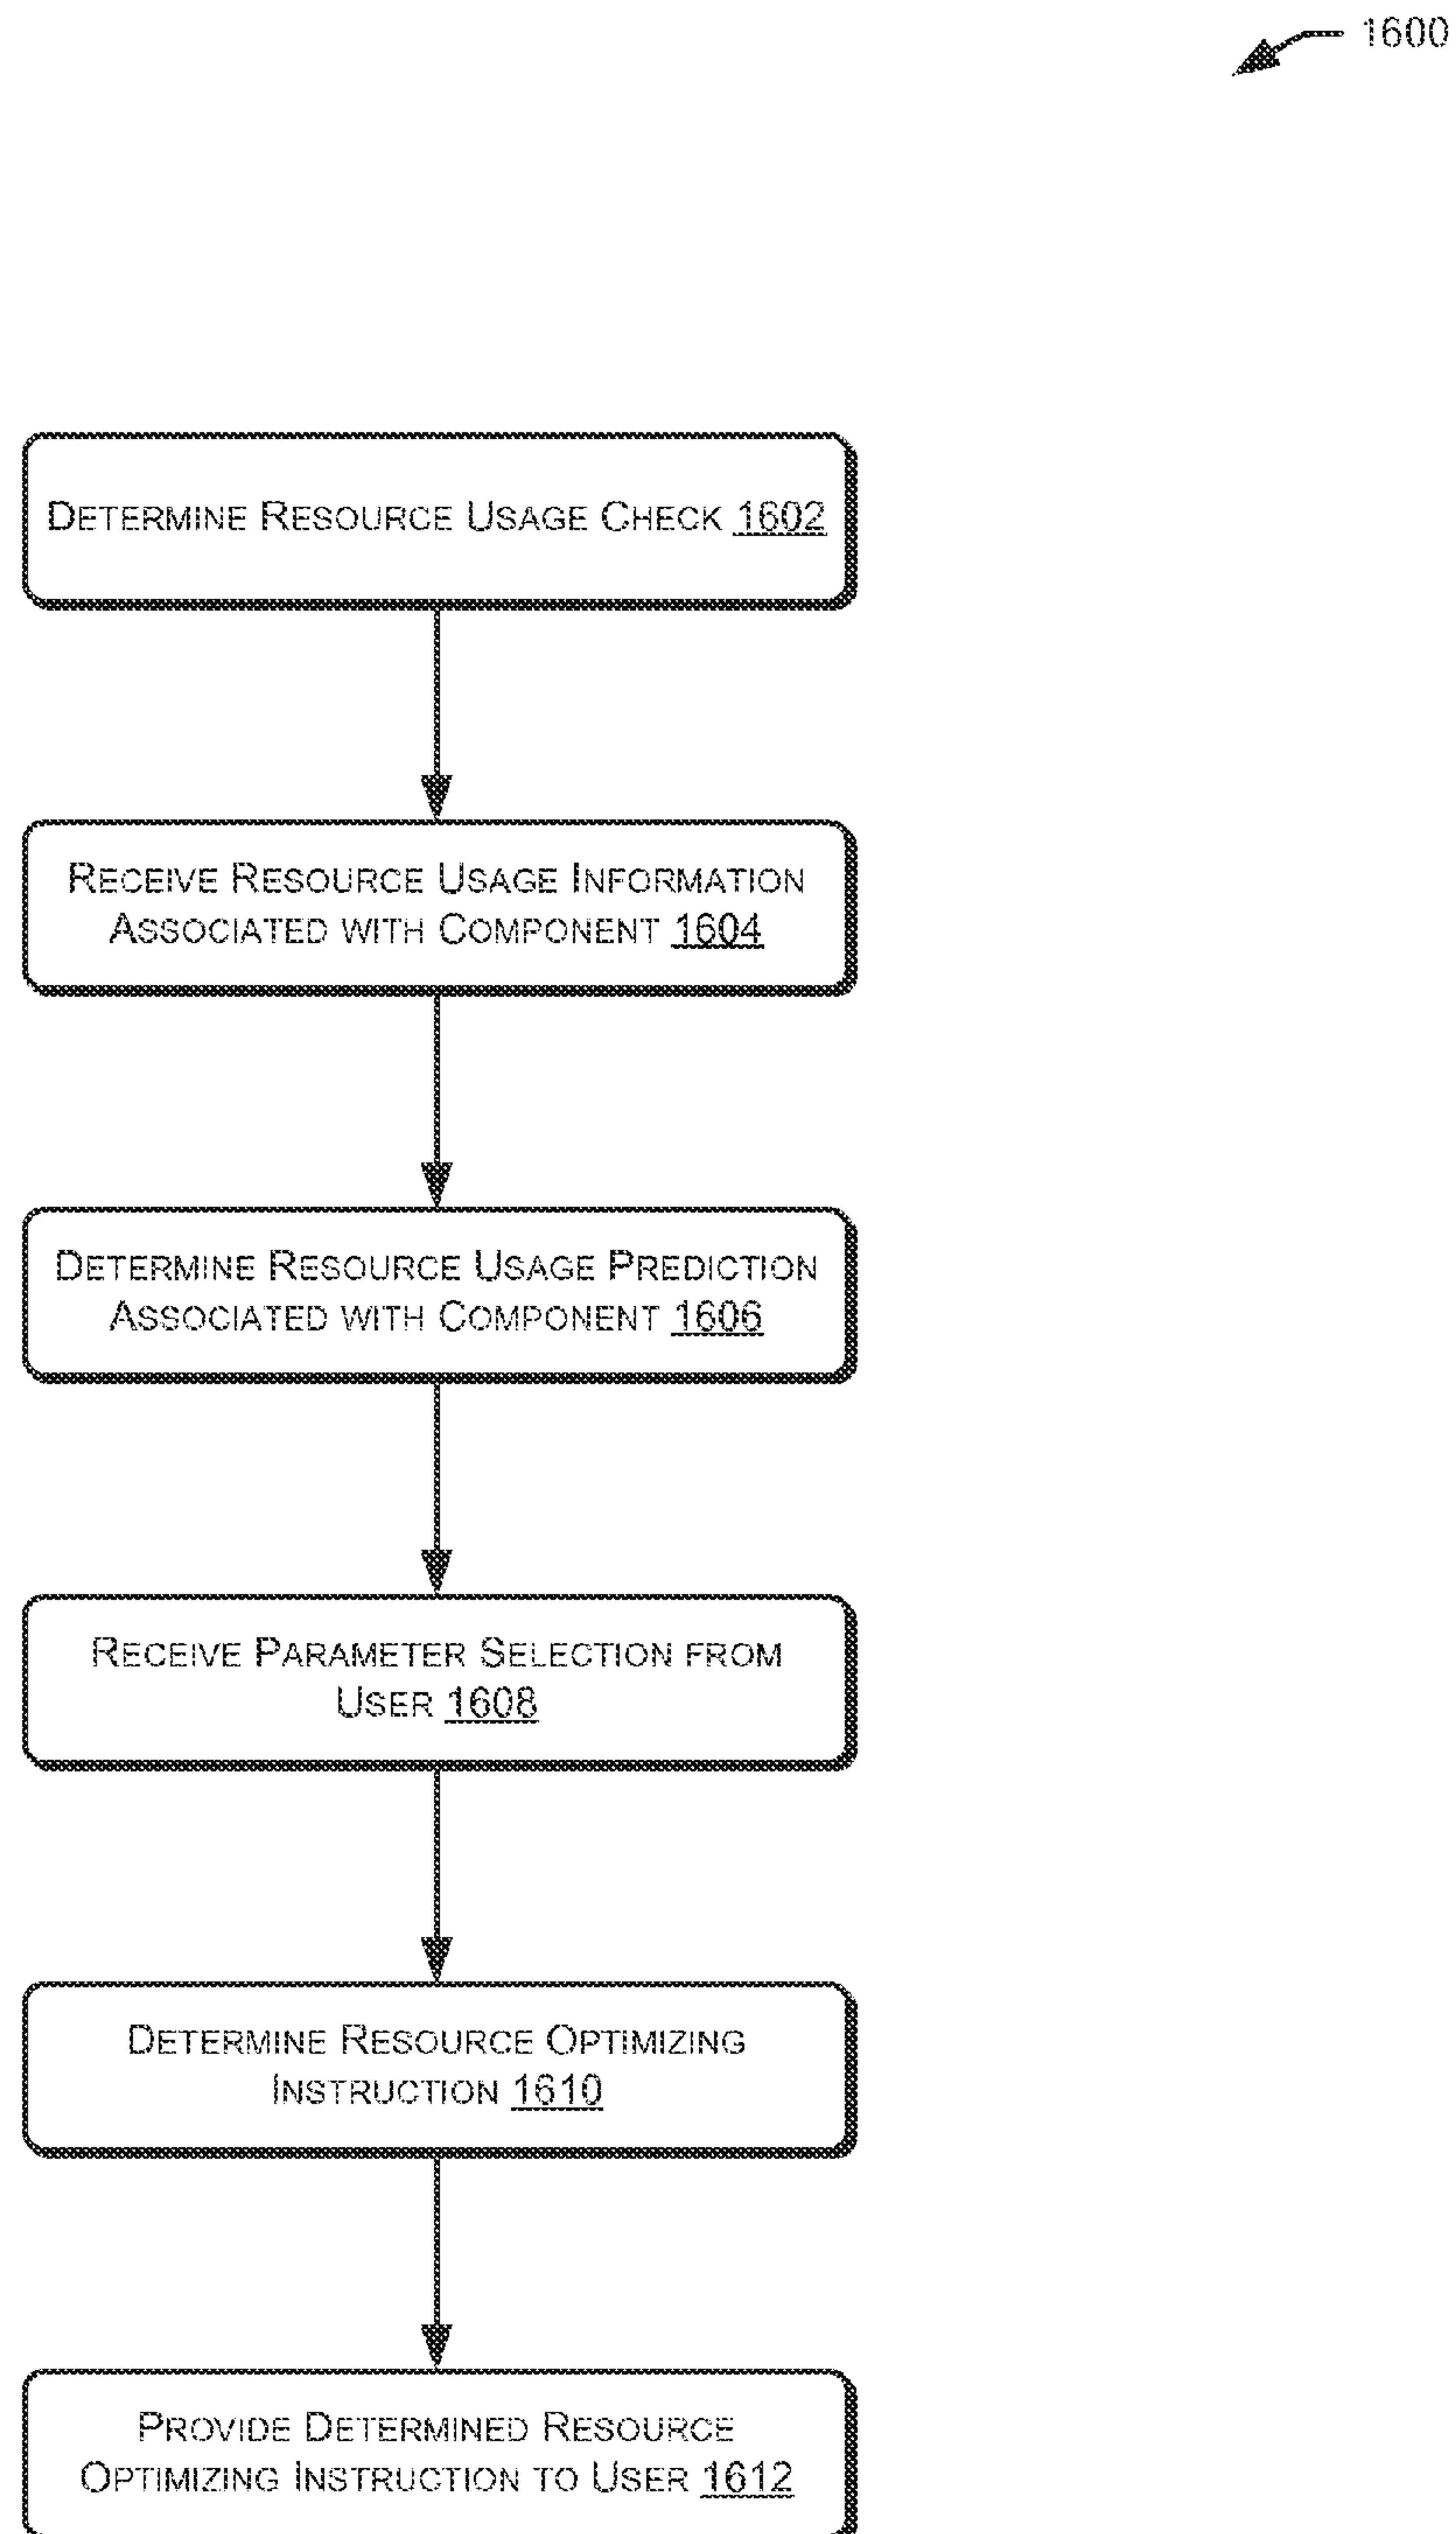 1600
DETERMINE RESOURCE USAGE CHECK 1602
RECEIVE RESOURCE USAGE INFORMATION
ASSOCIATED WITH COMPONENT 1604
DETERMINE RESOURCE USAGE PREDICTION
ASSOCIATED WITH COMPONENT 1606
RECEIVE PARAMETER SELECTION FROM
USER 1608
DETERMINE RESOURCE OPTIMIZING
INSTRUCTION 1610
PROVIDE DETERMINED RESOURCE
OPTIMIZING INSTRUCTION TO USER 1612